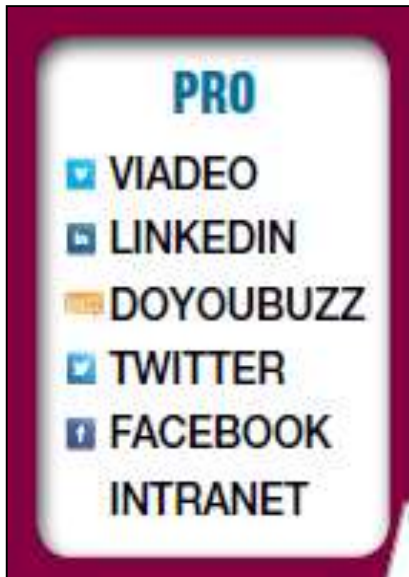 PRO
VIADEO
LINKEDIN
DOYOUBUZZ
TWITTER
FACEBOOK
INTRANET